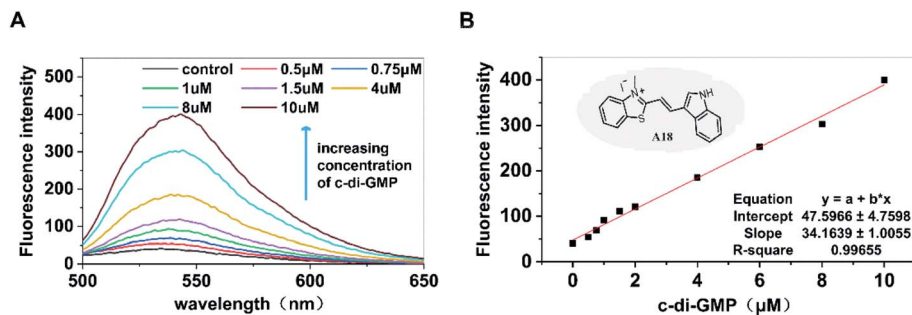 A
Fluorescence intensity
500
400
300
200
100
0
control 0.5μM 0.75μM
1uM 1.5uM 4uM
8uM 10uM
increasing
concentration
of c-di-GMP
500 550 600 650
wavelength（nm）
B
Fluorescence intensity
400
300
200
100
0
I-
N+
S
NH
A18
Equation y = a + b*x
Intercept 47.5966 ± 4.7598
Slope 34.1639 ± 1.0055
R-square 0.99655
0 2 4 6 8 10
c-di-GMP（μM）